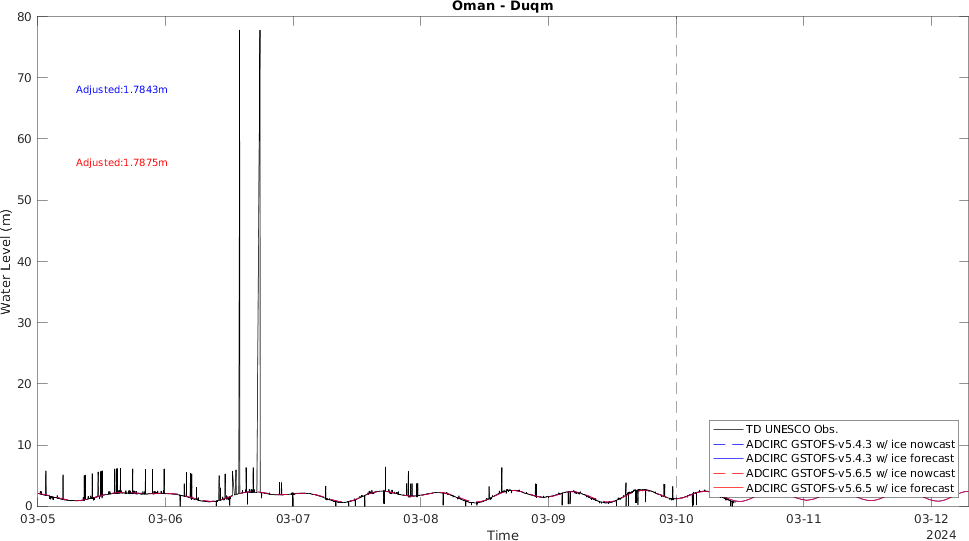 Oman - Duqm
80
70
60
50
40
30
20
10
0
Water Level (m)
Adjusted:1.7843m
Adjusted:1.7875m
TD UNESCO Obs.
ADCIRC GSTOFS-v5.4.3 w/ ice nowcast
ADCIRC GSTOFS-v5.4.3 w/ ice forecast
ADCIRC GSTOFS-v5.6.5 w/ ice nowcast
ADCIRC GSTOFS-v5.6.5 w/ ice forecast
03-05 03-06 03-07 03-08 03-09 03-10 03-11 03-12
Time
2024